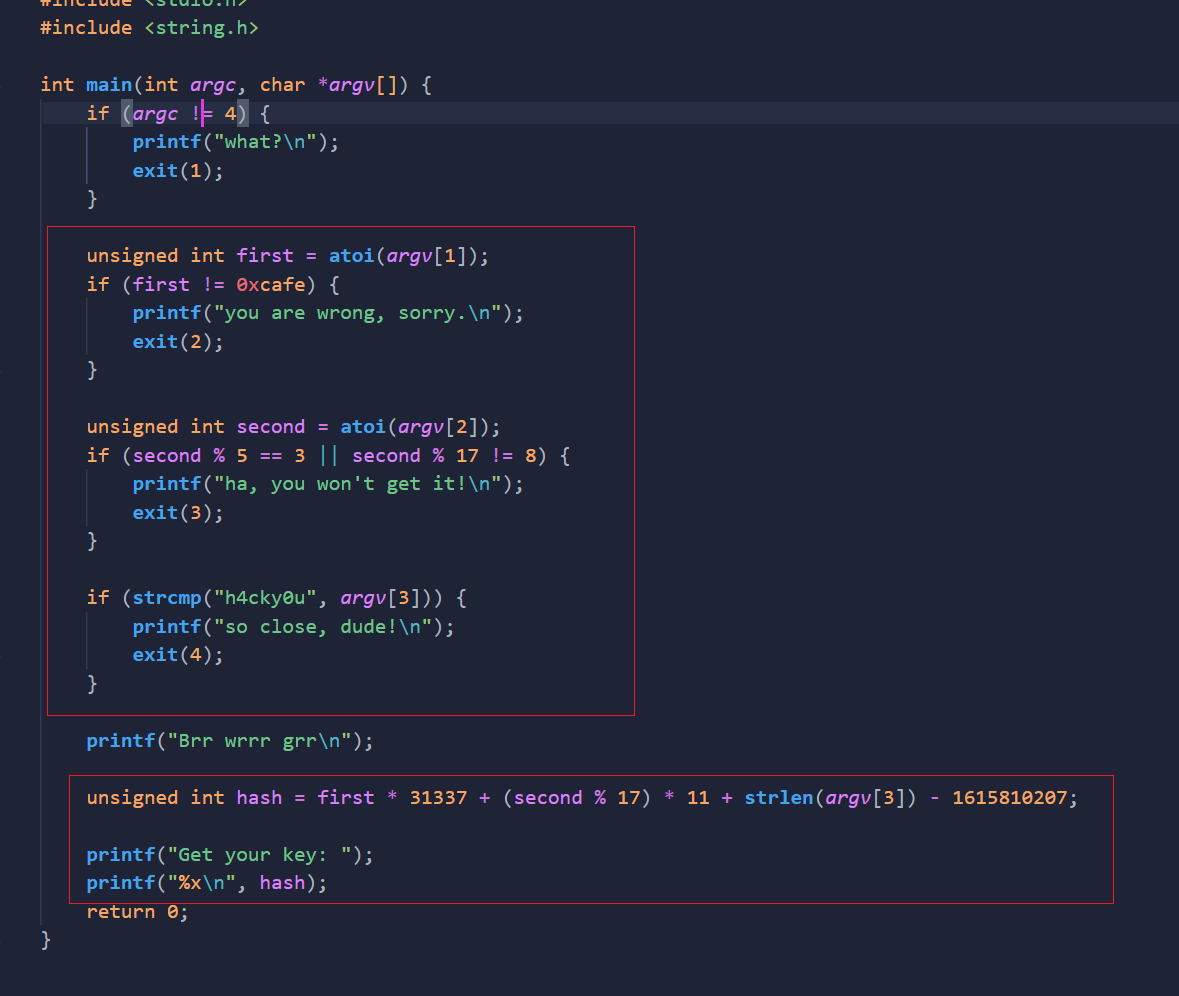 #include <stdio.h>
#include <string.h>
int main(int argc, char *argv[]) {
if (argc != 4) {
printf("what?\n");
exit(1);
}
unsigned int first = atoi(argv[1]);
if (first != 0xcafe) {
printf("you are wrong, sorry.\n");
exit(2);
}
unsigned int second = atoi(argv[2]);
if (second % 5 == 3 || second % 17 != 8) {
printf("ha, you won't get it!\n");
exit(3);
}
if (strcmp("h4cky0u", argv[3])) {
printf("so close, dude!\n");
exit(4);
}
printf("Brr wrrr grr\n");
unsigned int hash = first * 31337 + (second % 17) * 11 + strlen(argv[3]) - 1615810207;
printf("Get your key: ");
printf("%x\n", hash);
return 0;
}